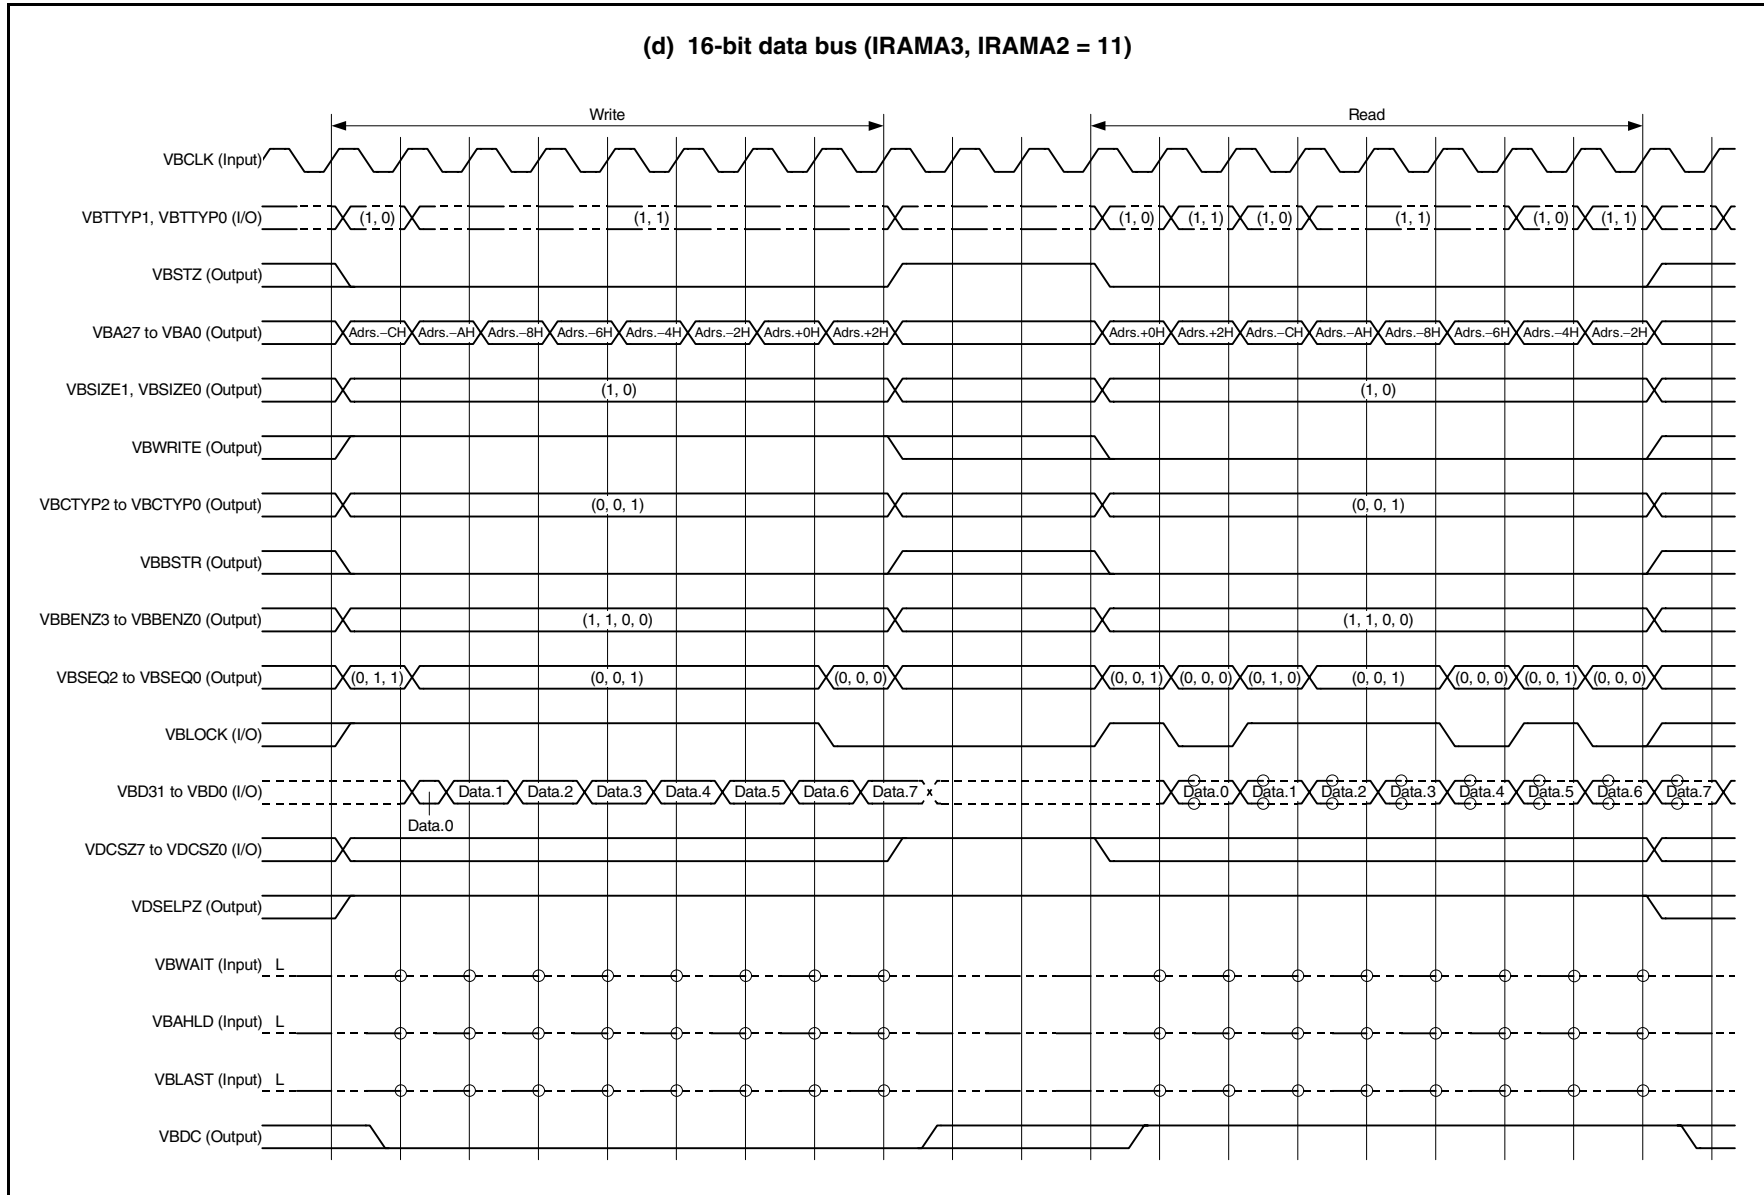 (d) 16-bit data bus (IRAMA3, IRAMA2 = 11)
Write Read
VBCLK (Input)
VBTTYP1, VBTTYP0 (I/O) (1, 0) (1, 1) (1, 0) (1, 1) (1, 0) (1, 1) (1, 0) (1, 1)
VBSTZ (Output)
VBA27 to VBA0 (Output) Adrs.−CH Adrs.−AH Adrs.−8H Adrs.−6H Adrs.−4H Adrs.−2H Adrs.+0H Adrs.+2H Adrs.+0H Adrs.+2H Adrs.−CH Adrs.−AH Adrs.−8H Adrs.−6H Adrs.−4H Adrs.−2H
VBSIZE1, VBSIZE0 (Output) (1, 0) (1, 0)
VBWRITE (Output)
VBCTYP2 to VBCTYP0 (Output) (0, 0, 1) (0, 0, 1)
VBBSTR (Output)
VBBENZ3 to VBBENZ0 (Output) (1, 1, 0, 0) (1, 1, 0, 0)
VBSEQ2 to VBSEQ0 (Output) (0, 1, 1) (0, 0, 1) (0, 0, 0) (0, 0, 1) (0, 0, 0) (0, 1, 0) (0, 0, 1) (0, 0, 0) (0, 0, 1) (0, 0, 0)
VBLOCK (I/O)
VBD31 to VBD0 (I/O) Data.1 Data.2 Data.3 Data.4 Data.5 Data.6 Data.7 x Data.0 Data.1 Data.2 Data.3 Data.4 Data.5 Data.6 Data.7
Data.0
VDCSZ7 to VDCSZ0 (I/O)
VDSELPZ (Output)
VBWAIT (Input) L
VBAHLD (Input) L
VBLAST (Input) L
VBDC (Output)